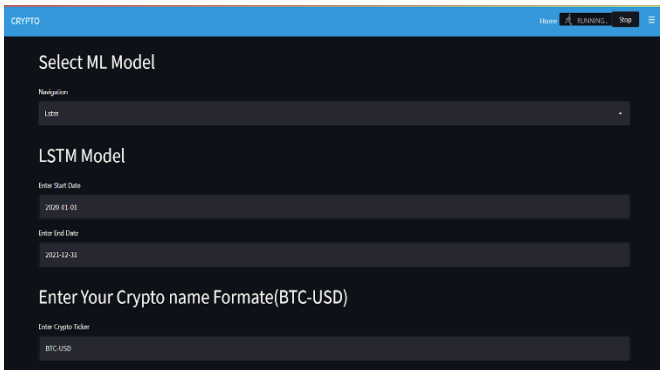 CRYPTO
Home RUNNING... Stop
Select ML Model
Navigation
Lstm
LSTM Model
Enter Start Date
2020-01-01
Enter End Date
2021-12-31
Enter Your Crypto name Formate(BTC-USD)
Enter Crypto Ticker
BTC-USD